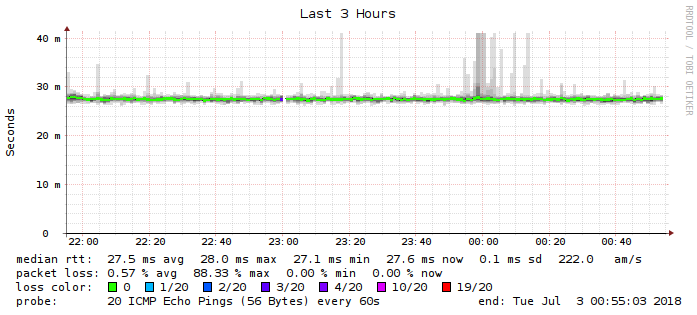 Last 3 Hours
RRDTOOL / TOBI OETIKER
Seconds
40 m
30 m
20 m
10 m
0
22:00 22:20 22:40 23:00 23:20 23:40 00:00 00:20 00:40
median rtt: 27.5 ms avg 28.0 ms max 27.1 ms min 27.6 ms now 0.1 ms sd 222.0 am/s
packet loss: 0.57 % avg 88.33 % max 0.00 % min 0.00 % now
loss color: 0 1/20 2/20 3/20 4/20 10/20 19/20
probe: 20 ICMP Echo Pings (56 Bytes) every 60s end: Tue Jul 3 00:55:03 2018